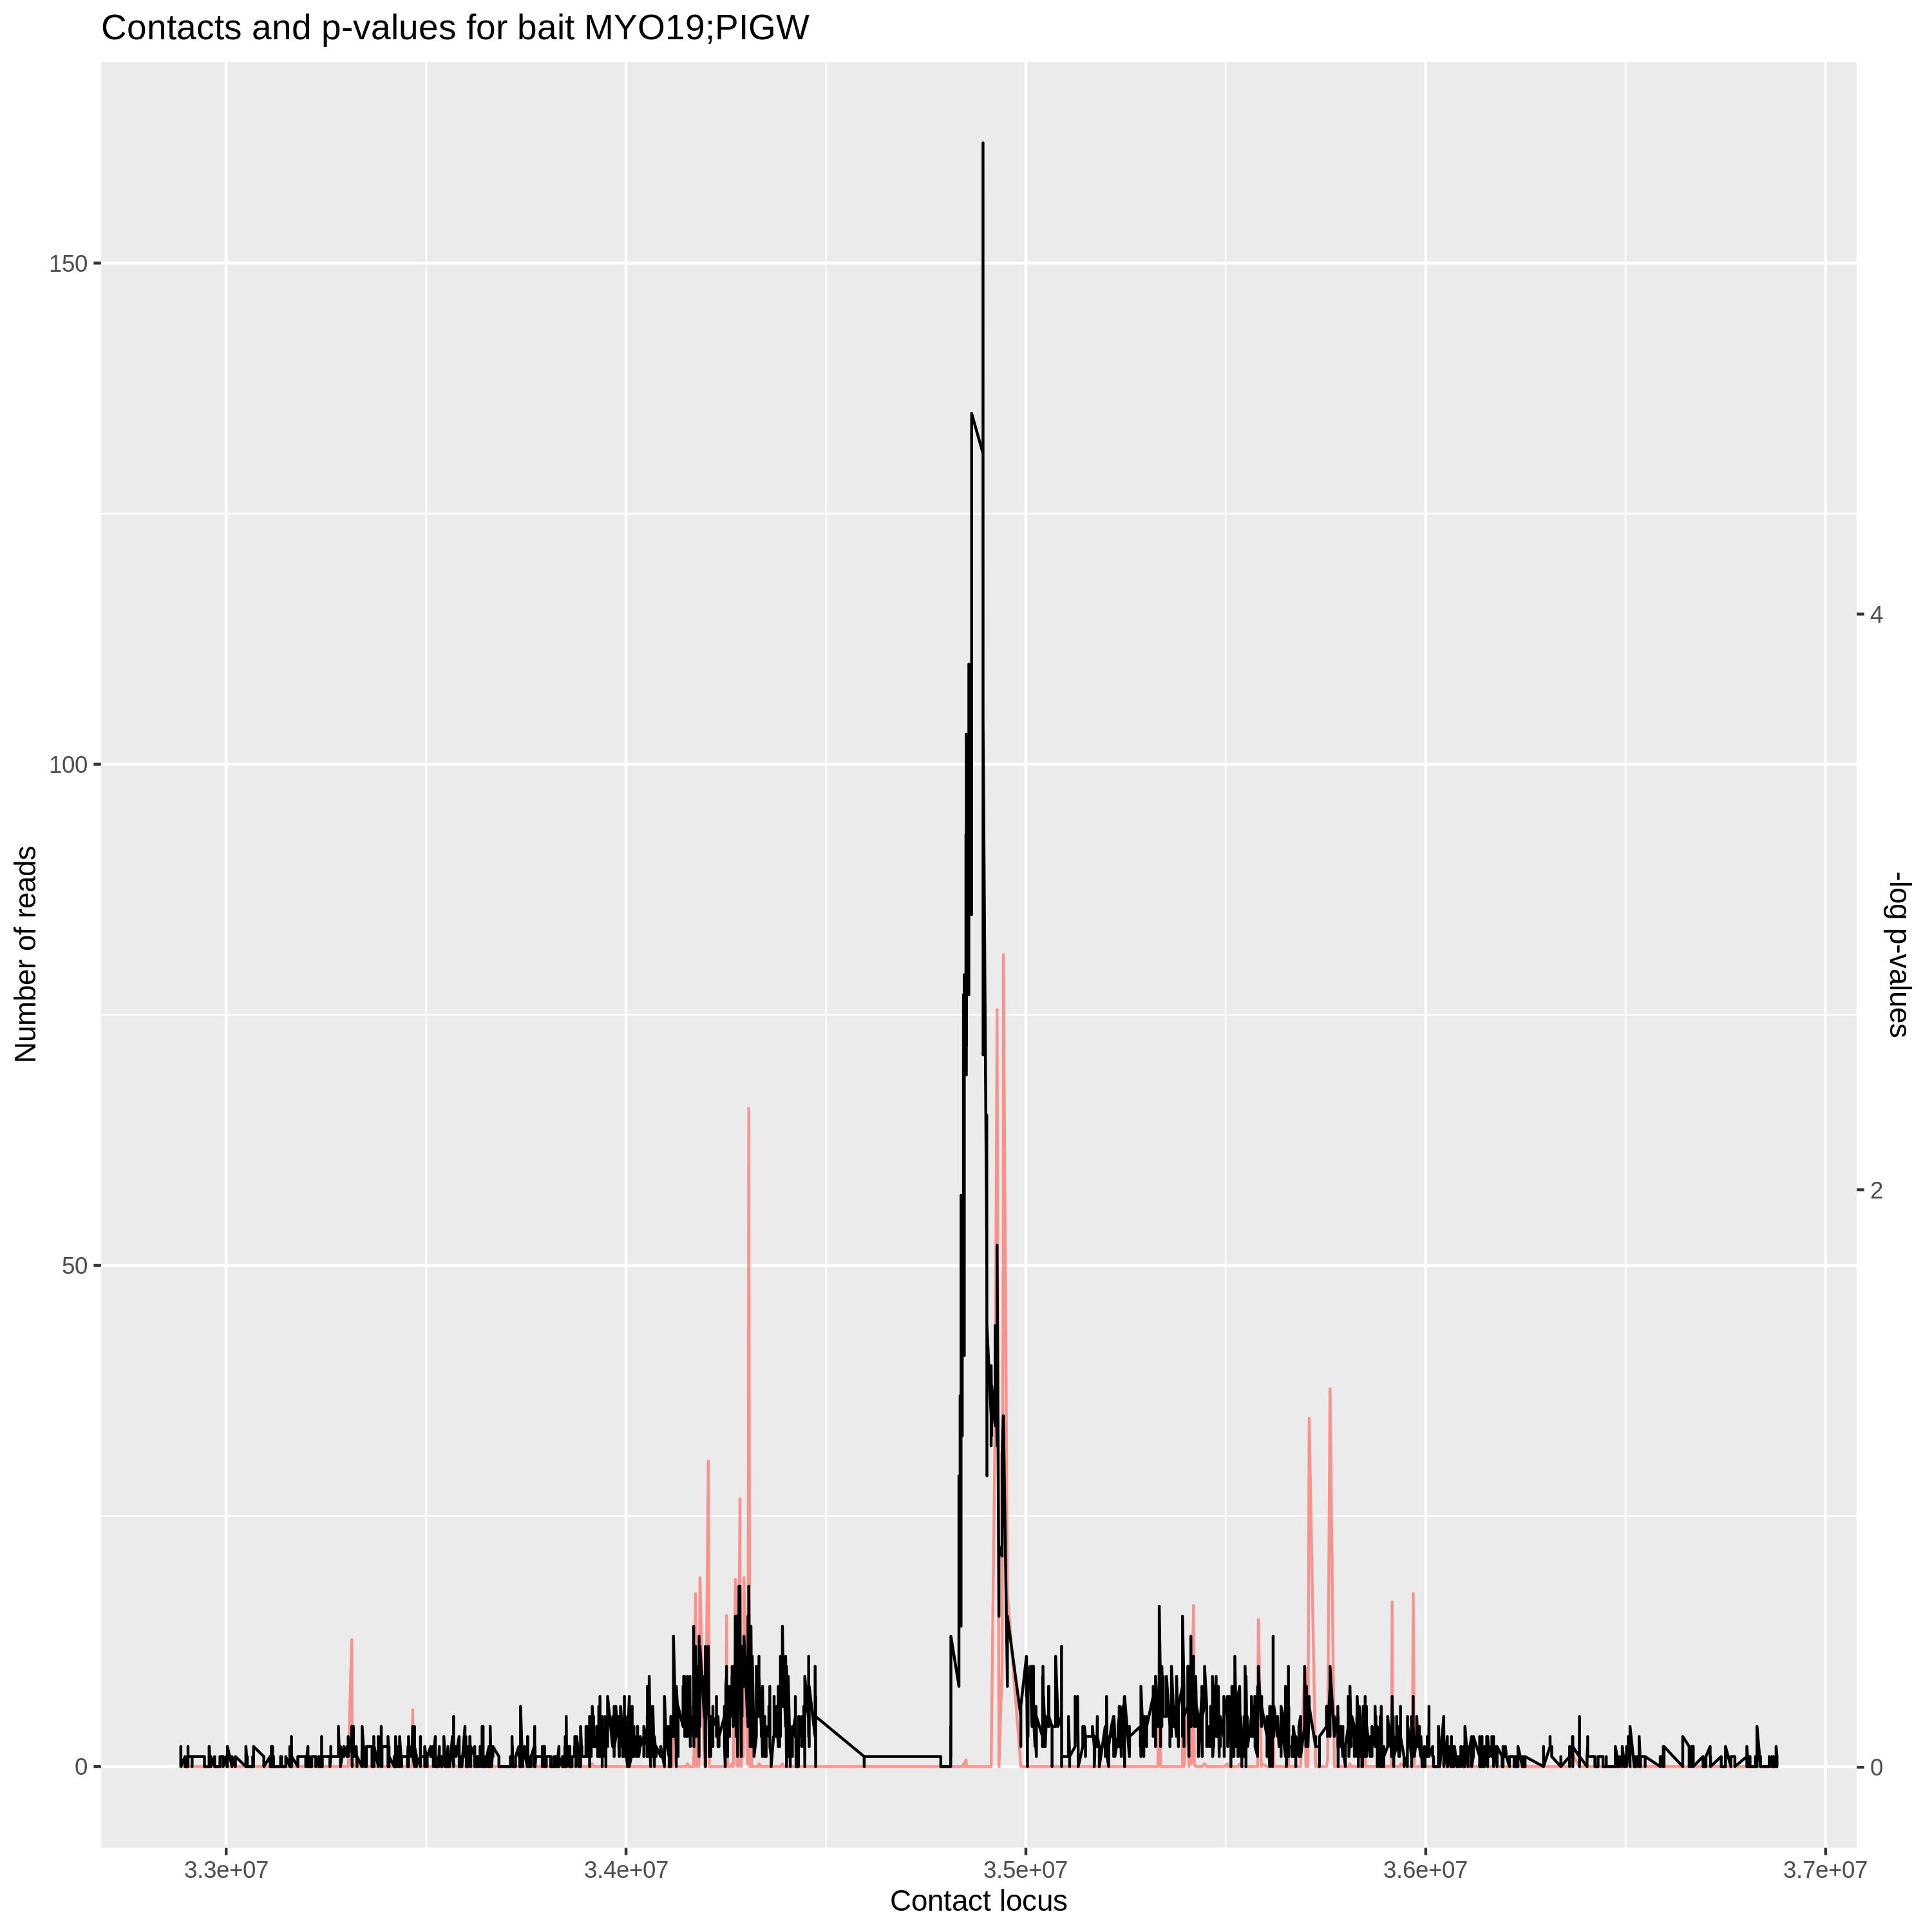 Contacts and p-values for bait MYO19;PIGW
150
100
50
0
4
2
0
Number of reads
-log p-values
3.3e+07 3.4e+07 3.5e+07 3.6e+07 3.7e+07
Contact locus